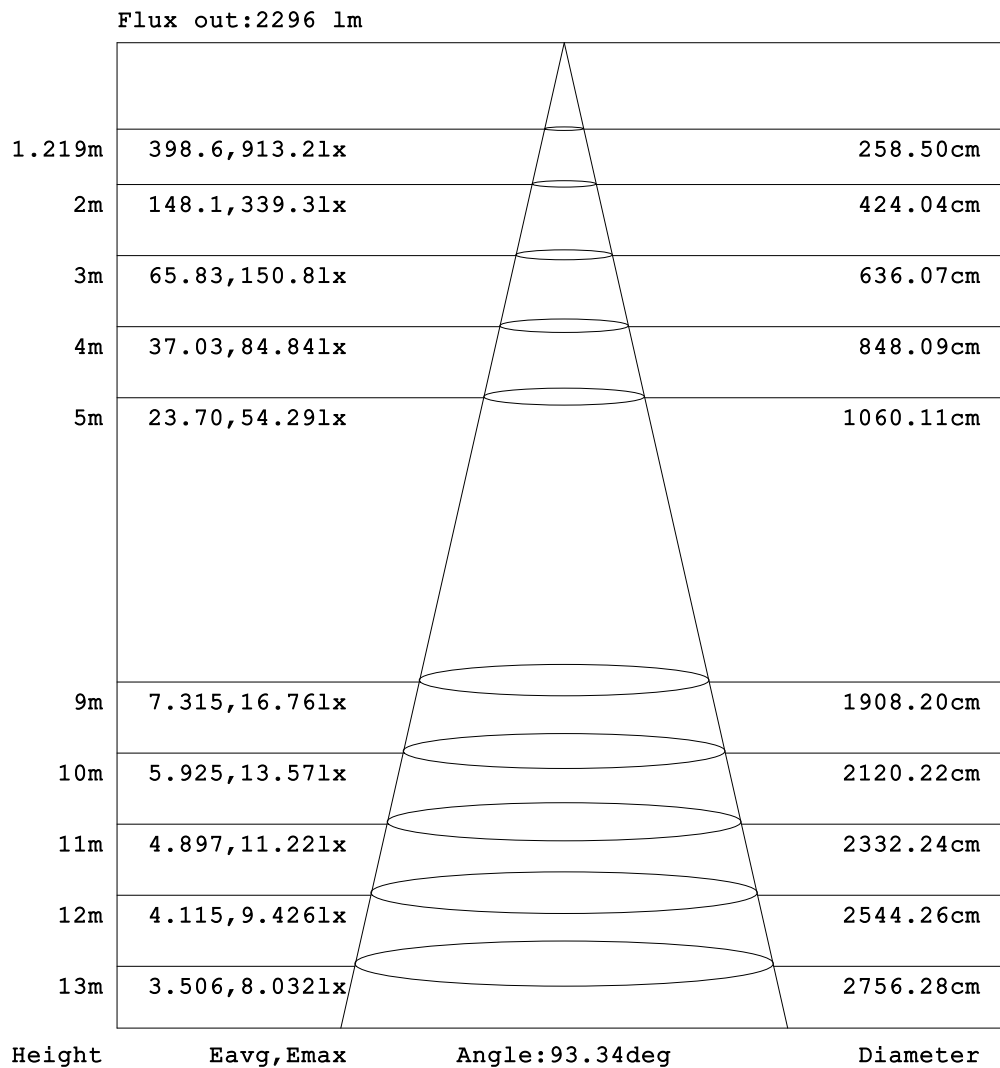 Flux out:2296 lm
1.219m 398.6,913.2lx 258.50cm
2m 148.1,339.3lx 424.04cm
3m 65.83,150.8lx 636.07cm
4m 37.03,84.84lx 848.09cm
5m 23.70,54.29lx 1060.11cm
9m 7.315,16.76lx 1908.20cm
10m 5.925,13.57lx 2120.22cm
11m 4.897,11.22lx 2332.24cm
12m 4.115,9.426lx 2544.26cm
13m 3.506,8.032lx 2756.28cm
Height Eavg,Emax Angle:93.34deg Diameter